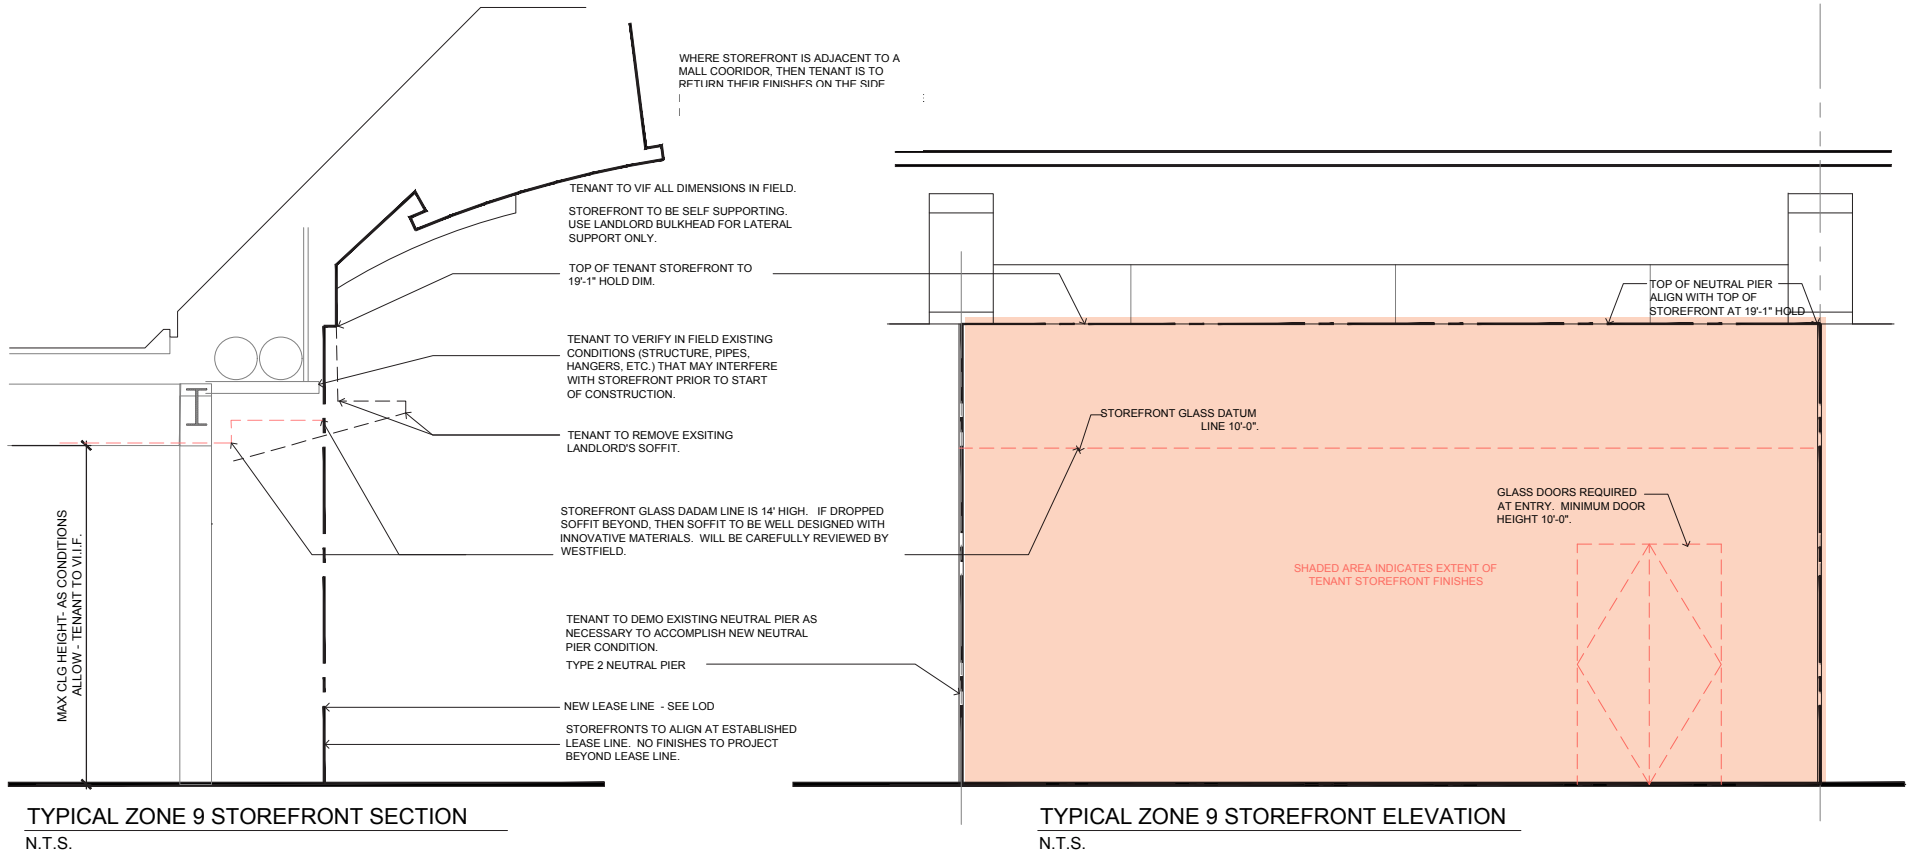 WHERE STOREFRONT IS ADJACENT TO A
MALL COORIDOR, THEN TENANT IS TO
RETURN THEIR FINISHES ON THE SIDE
TENANT TO VIF ALL DIMENSIONS IN FIELD.
STOREFRONT TO BE SELF SUPPORTING.
USE LANDLORD BULKHEAD FOR LATERAL
SUPPORT ONLY.
TOP OF TENANT STOREFRONT TO
19'-1" HOLD DIM.
TENANT TO VERIFY IN FIELD EXISTING
CONDITIONS (STRUCTURE, PIPES,
HANGERS, ETC.) THAT MAY INTERFERE
WITH STOREFRONT PRIOR TO START
OF CONSTRUCTION.
TENANT TO REMOVE EXSITING
LANDLORD'S SOFFIT.
STOREFRONT GLASS DADAM LINE IS 14' HIGH. IF DROPPED
SOFFIT BEYOND, THEN SOFFIT TO BE WELL DESIGNED WITH
INNOVATIVE MATERIALS. WILL BE CAREFULLY REVIEWED BY
WESTFIELD.
TENANT TO DEMO EXISTING NEUTRAL PIER AS
NECESSARY TO ACCOMPLISH NEW NEUTRAL
PIER CONDITION.
TYPE 2 NEUTRAL PIER
NEW LEASE LINE - SEE LOD
STOREFRONTS TO ALIGN AT ESTABLISHED
LEASE LINE. NO FINISHES TO PROJECT
BEYOND LEASE LINE.
MAX CLG HEIGHT- AS CONDITIONS
ALLOW - TENANT TO V.I.I.F.
TYPICAL ZONE 9 STOREFRONT SECTION
N.T.S.
TOP OF NEUTRAL PIER
ALIGN WITH TOP OF
STOREFRONT AT 19'-1" HOLD
STOREFRONT GLASS DATUM
LINE 10'-0".
GLASS DOORS REQUIRED
AT ENTRY. MINIMUM DOOR
HEIGHT 10'-0".
SHADED AREA INDICATES EXTENT OF
TENANT STOREFRONT FINISHES
TYPICAL ZONE 9 STOREFRONT ELEVATION
N.T.S.